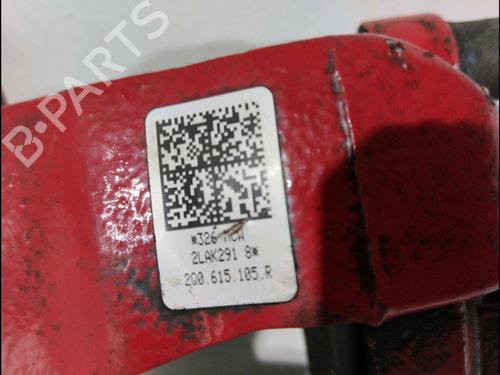 B-PARTS
*326 MCW
2LAK291 8*
2Q0.615.105.R